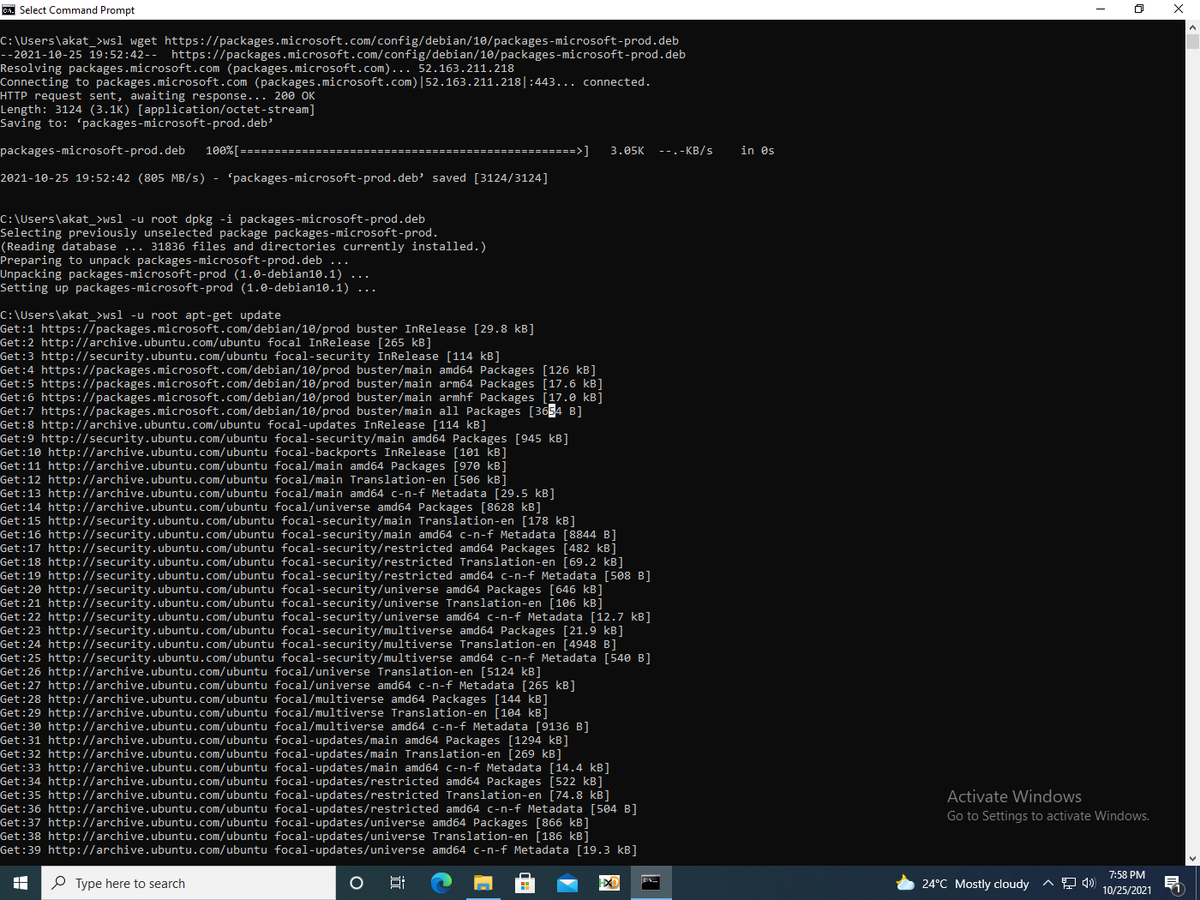 Select Command Prompt
C:\Users\akat_>wsl wget https://packages.microsoft.com/config/debian/10/packages-microsoft-prod.deb
--2021-10-25 19:52:42--  https://packages.microsoft.com/config/debian/10/packages-microsoft-prod.deb
Resolving packages.microsoft.com (packages.microsoft.com)... 52.163.211.218
Connecting to packages.microsoft.com (packages.microsoft.com)|52.163.211.218|:443... connected.
HTTP request sent, awaiting response... 200 OK
Length: 3124 (3.1K) [application/octet-stream]
Saving to: ‘packages-microsoft-prod.deb’
packages-microsoft-prod.deb   100%[=================================================>]   3.05K  --.-KB/s    in 0s
2021-10-25 19:52:42 (805 MB/s) - ‘packages-microsoft-prod.deb’ saved [3124/3124]
C:\Users\akat_>wsl -u root dpkg -i packages-microsoft-prod.deb
Selecting previously unselected package packages-microsoft-prod.
(Reading database ... 31836 files and directories currently installed.)
Preparing to unpack packages-microsoft-prod.deb ...
Unpacking packages-microsoft-prod (1.0-debian10.1) ...
Setting up packages-microsoft-prod (1.0-debian10.1) ...
C:\Users\akat_>wsl -u root apt-get update
Get:1 https://packages.microsoft.com/debian/10/prod buster InRelease [29.8 kB]
Get:2 http://archive.ubuntu.com/ubuntu focal InRelease [265 kB]
Get:3 http://security.ubuntu.com/ubuntu focal-security InRelease [114 kB]
Get:4 https://packages.microsoft.com/debian/10/prod buster/main amd64 Packages [126 kB]
Get:5 https://packages.microsoft.com/debian/10/prod buster/main arm64 Packages [17.6 kB]
Get:6 https://packages.microsoft.com/debian/10/prod buster/main armhf Packages [17.0 kB]
Get:7 https://packages.microsoft.com/debian/10/prod buster/main all Packages [3654 B]
Get:8 http://archive.ubuntu.com/ubuntu focal-updates InRelease [114 kB]
Get:9 http://security.ubuntu.com/ubuntu focal-security/main amd64 Packages [945 kB]
Get:10 http://archive.ubuntu.com/ubuntu focal-backports InRelease [101 kB]
Get:11 http://archive.ubuntu.com/ubuntu focal/main amd64 Packages [970 kB]
Get:12 http://archive.ubuntu.com/ubuntu focal/main Translation-en [506 kB]
Get:13 http://archive.ubuntu.com/ubuntu focal/main amd64 c-n-f Metadata [29.5 kB]
Get:14 http://archive.ubuntu.com/ubuntu focal/universe amd64 Packages [8628 kB]
Get:15 http://security.ubuntu.com/ubuntu focal-security/main Translation-en [178 kB]
Get:16 http://security.ubuntu.com/ubuntu focal-security/main amd64 c-n-f Metadata [8844 B]
Get:17 http://security.ubuntu.com/ubuntu focal-security/restricted amd64 Packages [482 kB]
Get:18 http://security.ubuntu.com/ubuntu focal-security/restricted Translation-en [69.2 kB]
Get:19 http://security.ubuntu.com/ubuntu focal-security/restricted amd64 c-n-f Metadata [508 B]
Get:20 http://security.ubuntu.com/ubuntu focal-security/universe amd64 Packages [646 kB]
Get:21 http://security.ubuntu.com/ubuntu focal-security/universe Translation-en [106 kB]
Get:22 http://security.ubuntu.com/ubuntu focal-security/universe amd64 c-n-f Metadata [12.7 kB]
Get:23 http://security.ubuntu.com/ubuntu focal-security/multiverse amd64 Packages [21.9 kB]
Get:24 http://security.ubuntu.com/ubuntu focal-security/multiverse Translation-en [4948 B]
Get:25 http://security.ubuntu.com/ubuntu focal-security/multiverse amd64 c-n-f Metadata [540 B]
Get:26 http://archive.ubuntu.com/ubuntu focal/universe Translation-en [5124 kB]
Get:27 http://archive.ubuntu.com/ubuntu focal/universe amd64 c-n-f Metadata [265 kB]
Get:28 http://archive.ubuntu.com/ubuntu focal/multiverse amd64 Packages [144 kB]
Get:29 http://archive.ubuntu.com/ubuntu focal/multiverse Translation-en [104 kB]
Get:30 http://archive.ubuntu.com/ubuntu focal/multiverse amd64 c-n-f Metadata [9136 B]
Get:31 http://archive.ubuntu.com/ubuntu focal-updates/main amd64 Packages [1294 kB]
Get:32 http://archive.ubuntu.com/ubuntu focal-updates/main Translation-en [269 kB]
Get:33 http://archive.ubuntu.com/ubuntu focal-updates/main amd64 c-n-f Metadata [14.4 kB]
Get:34 http://archive.ubuntu.com/ubuntu focal-updates/restricted amd64 Packages [522 kB]
Get:35 http://archive.ubuntu.com/ubuntu focal-updates/restricted Translation-en [74.8 kB]
Get:36 http://archive.ubuntu.com/ubuntu focal-updates/restricted amd64 c-n-f Metadata [504 B]
Get:37 http://archive.ubuntu.com/ubuntu focal-updates/universe amd64 Packages [866 kB]
Get:38 http://archive.ubuntu.com/ubuntu focal-updates/universe Translation-en [186 kB]
Get:39 http://archive.ubuntu.com/ubuntu focal-updates/universe amd64 c-n-f Metadata [19.3 kB]
Activate Windows
Go to Settings to activate Windows.
Type here to search
24°C Mostly cloudy
7:58 PM
10/25/2021
1